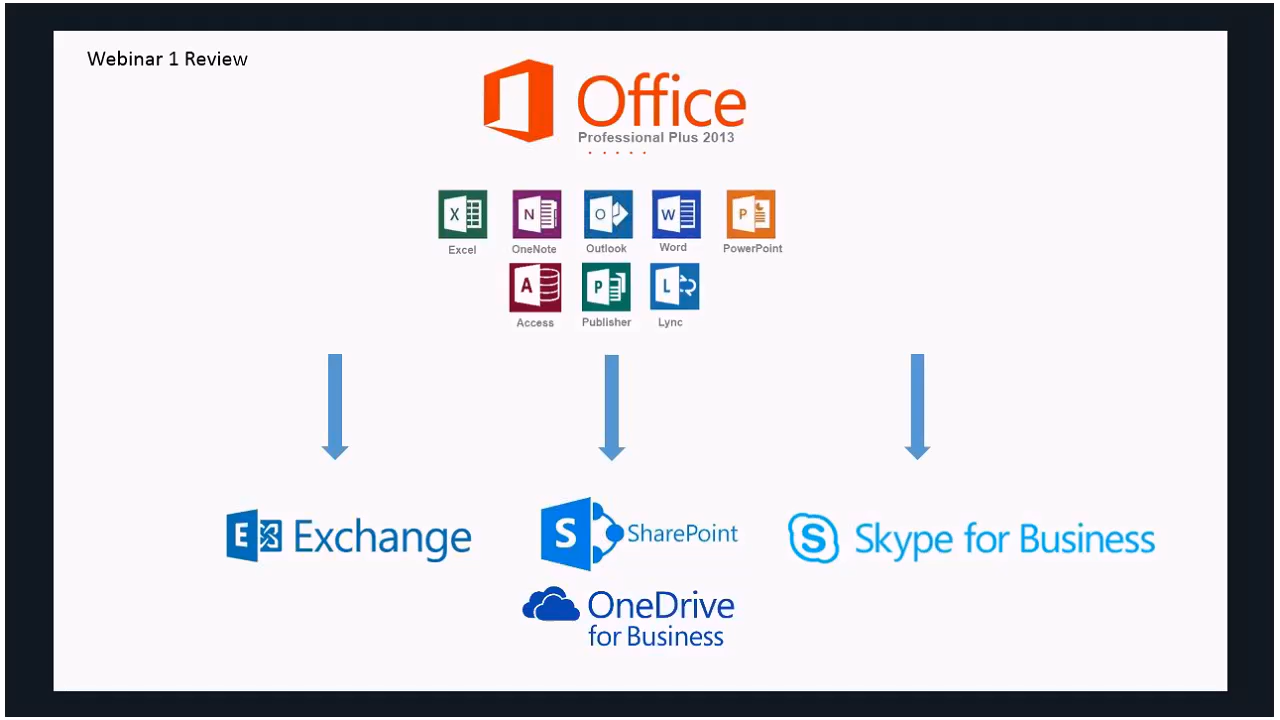 Webinar 1 Review
Office
Professional Plus 2013
X N O W P
Excel OneNote Outlook Word PowerPoint
A P L
Access Publisher Lync
E Exchange
S SharePoint
S Skype for Business
OneDrive
for Business